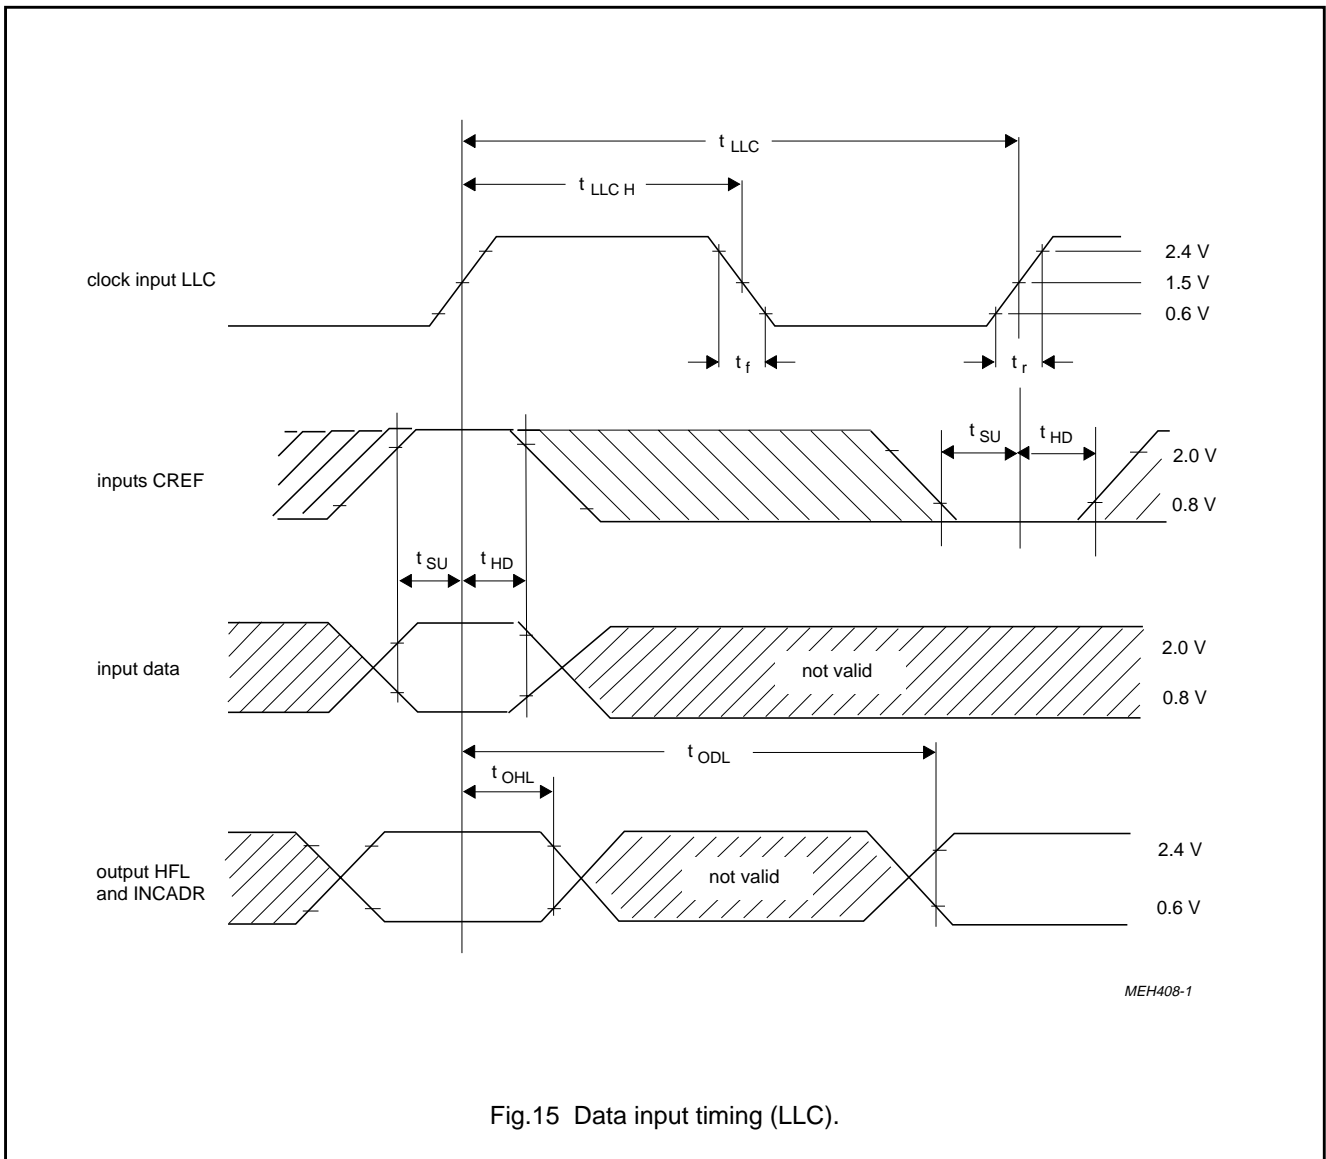 t LLC
t LLC H
clock input LLC
2.4 V
1.5 V
0.6 V
t f
t r
inputs CREF
t SU
t HD
2.0 V
0.8 V
t SU
t HD
input data
not valid
2.0 V
0.8 V
t ODL
t OHL
output HFL
and INCADR
not valid
2.4 V
0.6 V
MEH408-1
Fig.15 Data input timing (LLC).